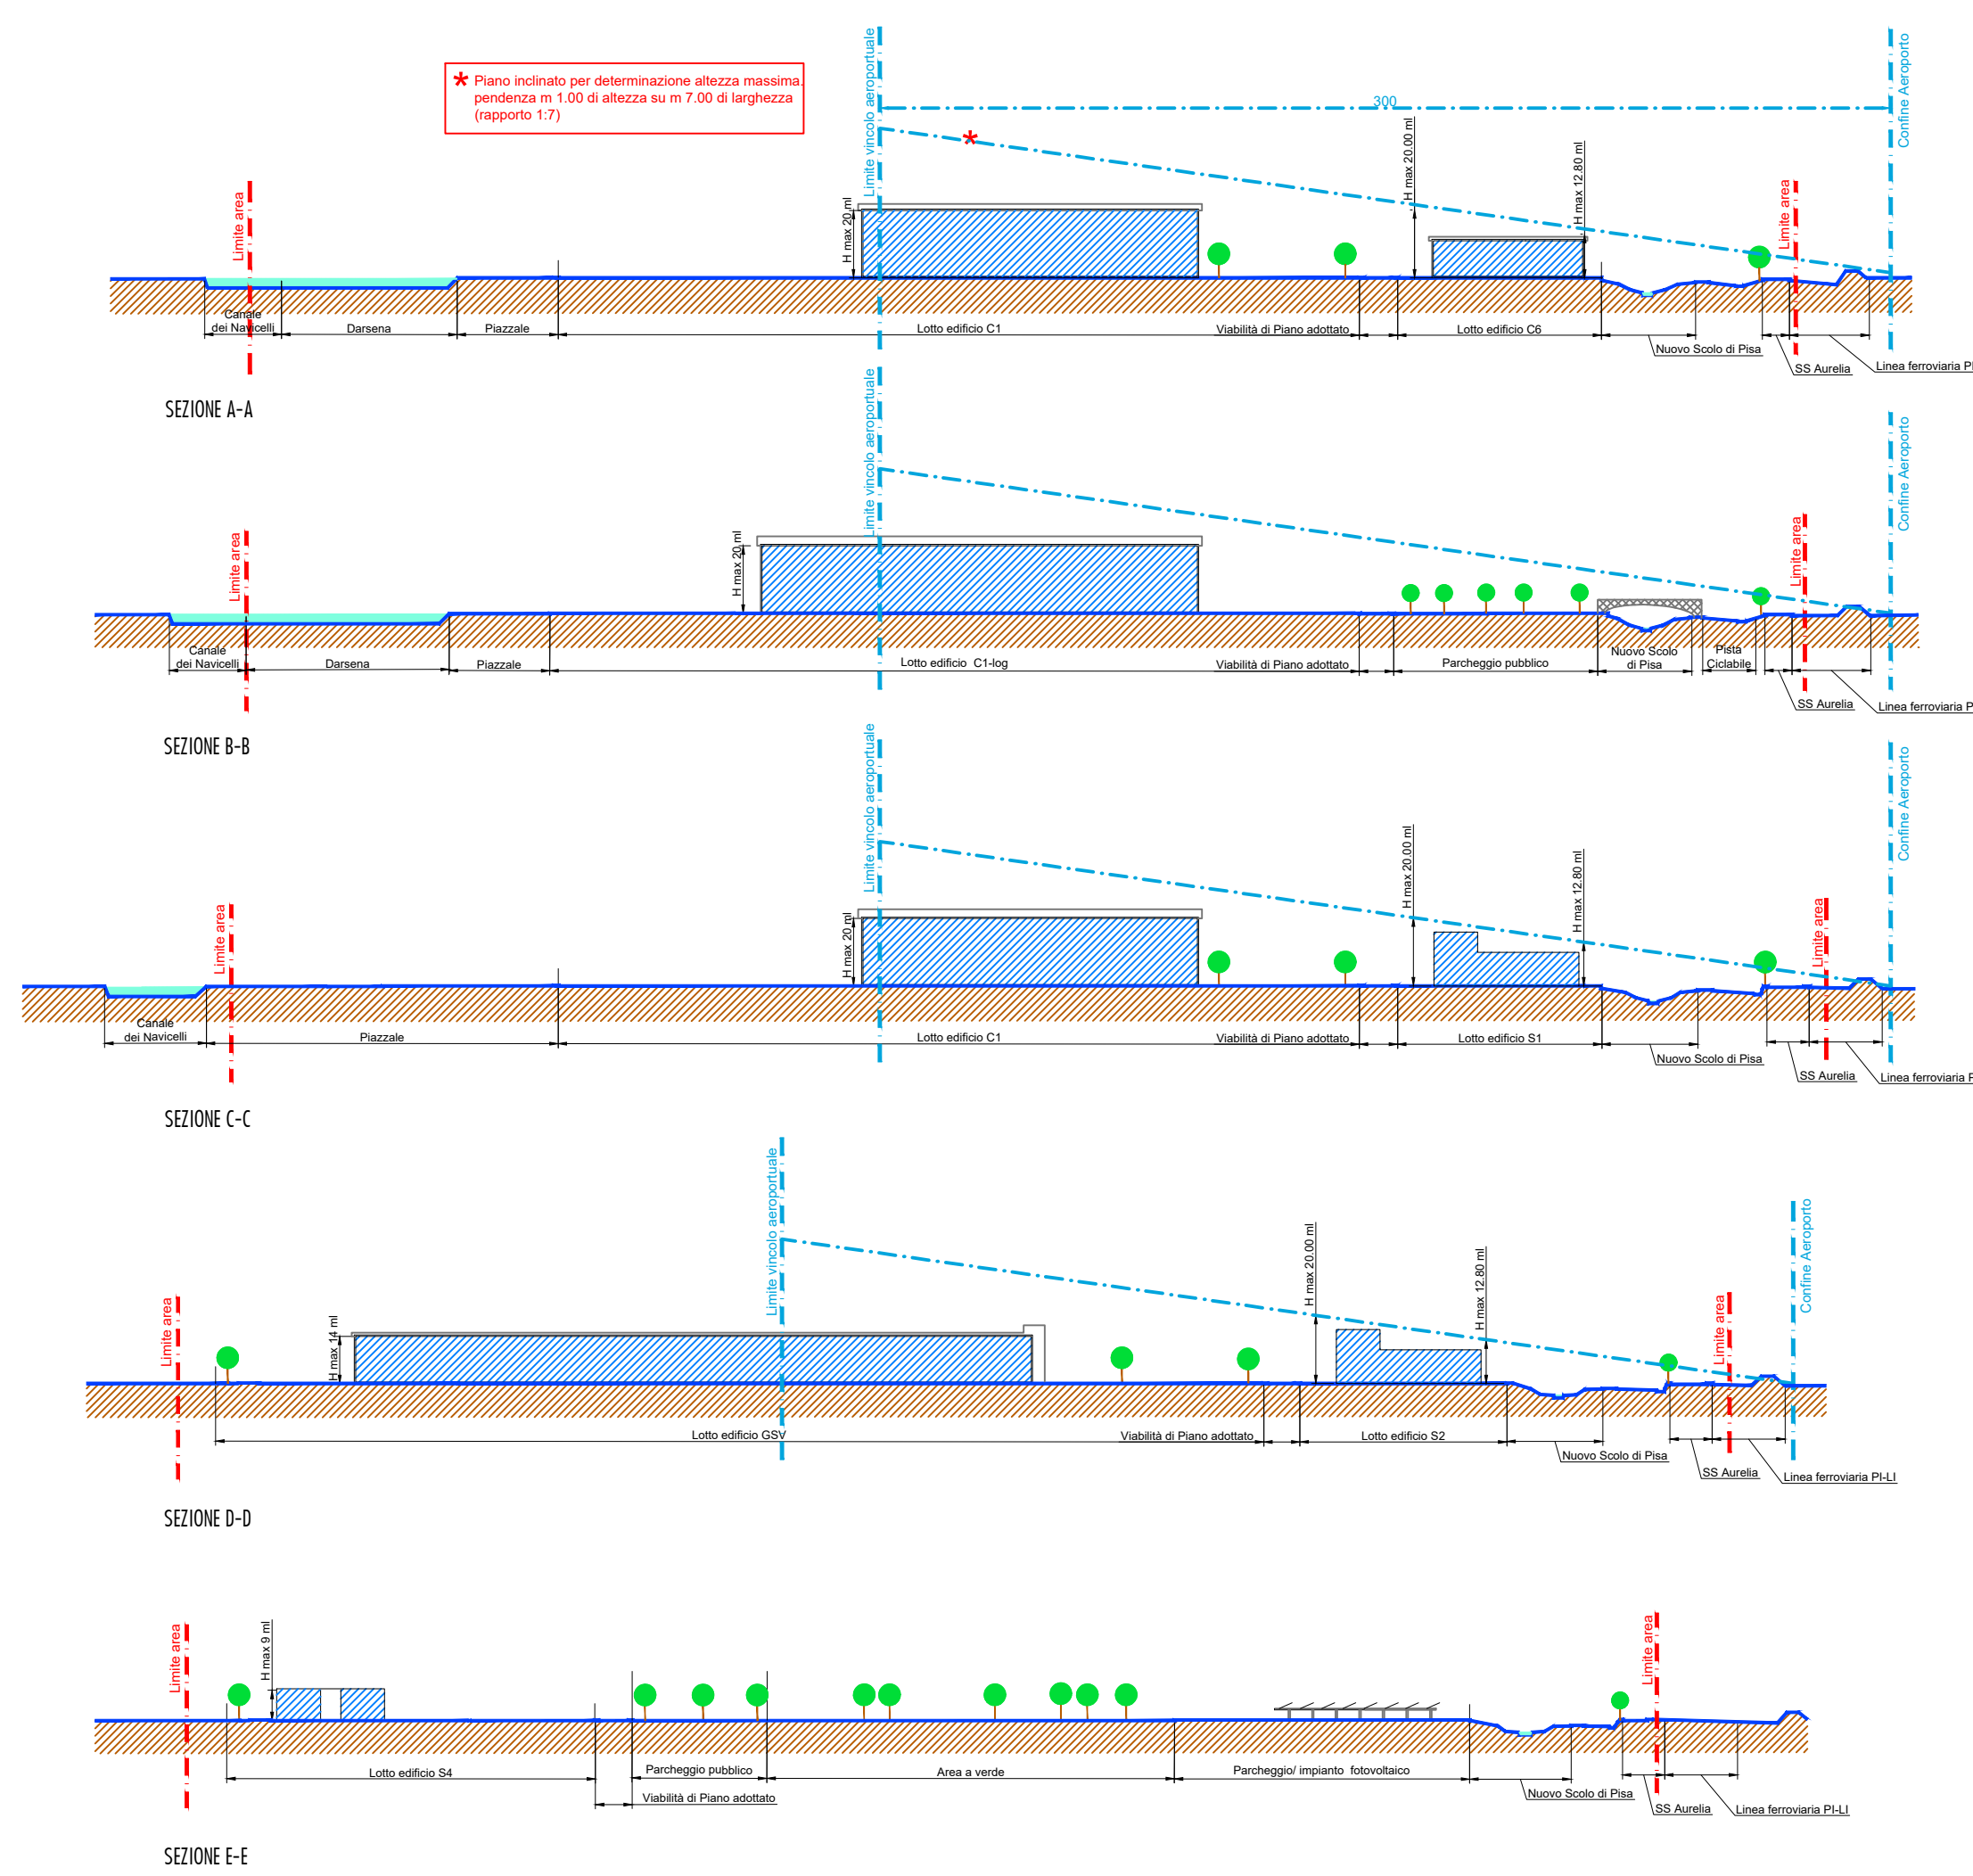 * Piano inclinato per determinazione altezza massima.
pendenza m 1.00 di altezza su m 7.00 di larghezza
(rapporto 1:7)
Limite vincolo aeroportuale
300
Confine Aeroporto
Limite area
H max 20 ml
*
H max 20.00 ml
H max 12.80 ml
Limite area
Canale
dei Navicelli
Darsena
Piazzale
Lotto edificio C1
Viabilità di Piano adottato
Lotto edificio C6
Nuovo Scolo di Pisa
SS Aurelia
Linea ferroviaria PI
SEZIONE A-A
Limite vincolo aeroportuale
Confine Aeroporto
Limite area
H max 20 ml
Limite area
Canale
dei Navicelli
Darsena
Piazzale
Lotto edificio C1-log
Viabilità di Piano adottato
Parcheggio pubblico
Nuovo Scolo
di Pisa
Pista
Ciclabile
SS Aurelia
Linea ferroviaria P
SEZIONE B-B
Limite vincolo aeroportuale
Confine Aeroporto
Limite area
H max 20 ml
H max 20.00 ml
H max 12.80 ml
Limite area
Canale
dei Navicelli
Piazzale
Lotto edificio C1
Viabilità di Piano adottato
Lotto edificio S1
Nuovo Scolo di Pisa
SS Aurelia
Linea ferroviaria P
SEZIONE C-C
Limite vincolo aeroportuale
Confine Aeroporto
Limite area
H max 14 ml
H max 20.00 ml
H max 12.80 ml
Limite area
Lotto edificio GSV
Viabilità di Piano adottato
Lotto edificio S2
Nuovo Scolo di Pisa
SS Aurelia
Linea ferroviaria PI-LI
SEZIONE D-D
Limite area
H max 9 ml
Limite area
Lotto edificio S4
Viabilità di Piano adottato
Parcheggio pubblico
Area a verde
Parcheggio/ impianto fotovoltaico
Nuovo Scolo di Pisa
SS Aurelia
Linea ferroviaria PI-LI
SEZIONE E-E